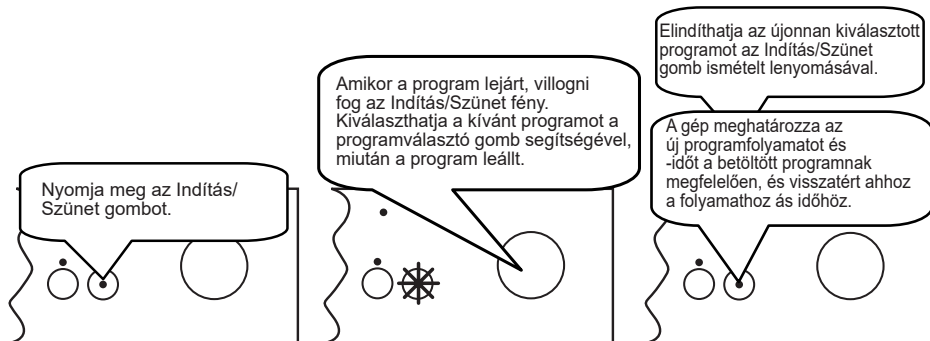 Nyomja meg az Indítás/
Szünet gombot.
Amikor a program lejárt, villogni
fog az Indítás/Szünet fény.
Kiválaszthatja a kívánt programot a
programválasztó gomb segítségével,
miután a program leállt.
Elindíthatja az újonnan kiválasztott
programot az Indítás/Szünet
gomb ismételt lenyomásával.
A gép meghatározza az
új programfolyamatot és
-időt a betöltött programnak
megfelelően, és visszatért ahhoz
a folyamathoz ás időhöz.